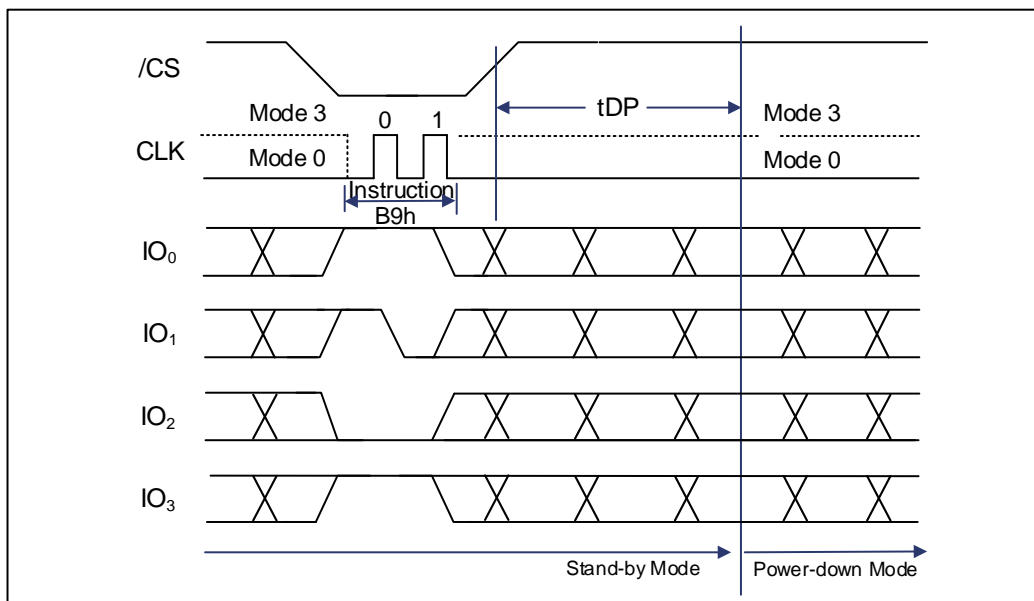 /CS
tDP
Mode 3
0
1
Mode 3
CLK
Mode 0
Mode 0
Instruction
B9h
IO₀
IO₁
IO₂
IO₃
Stand-by Mode
Power-down Mode